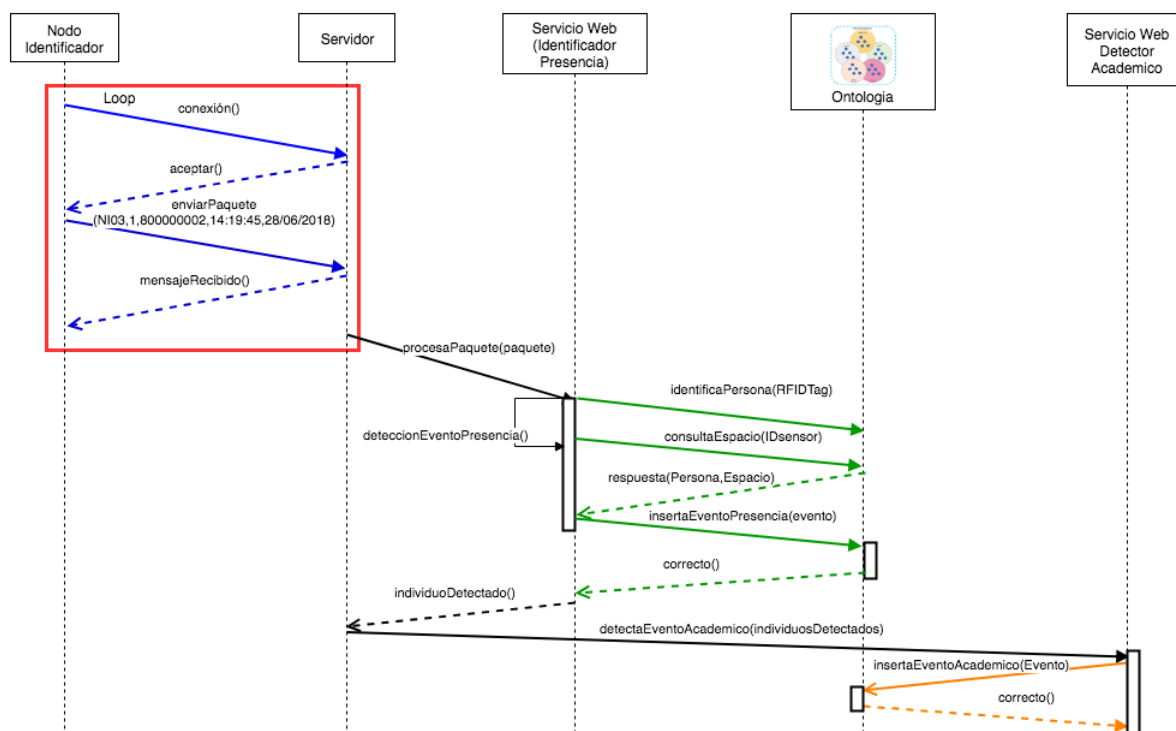 Nodo
Identificador
Servidor
Servicio Web
(Identificador
Presencia)
Ontologia
Servicio Web
Detector
Academico
Loop
conexión()
aceptar()
enviarPaquete
(NI03,1,800000002,14:19:45,28/06/2018)
mensajeRecibido()
procesaPaquete(paquete)
identificaPersona(RFIDTag)
deteccionEventoPresencia()
consultaEspacio(IDsensor)
respuesta(Persona,Espacio)
insertaEventoPresencia(evento)
correcto()
individuoDetectado()
detectaEventoAcademico(individuosDetectados)
insertaEventoAcademico(Evento)
correcto()